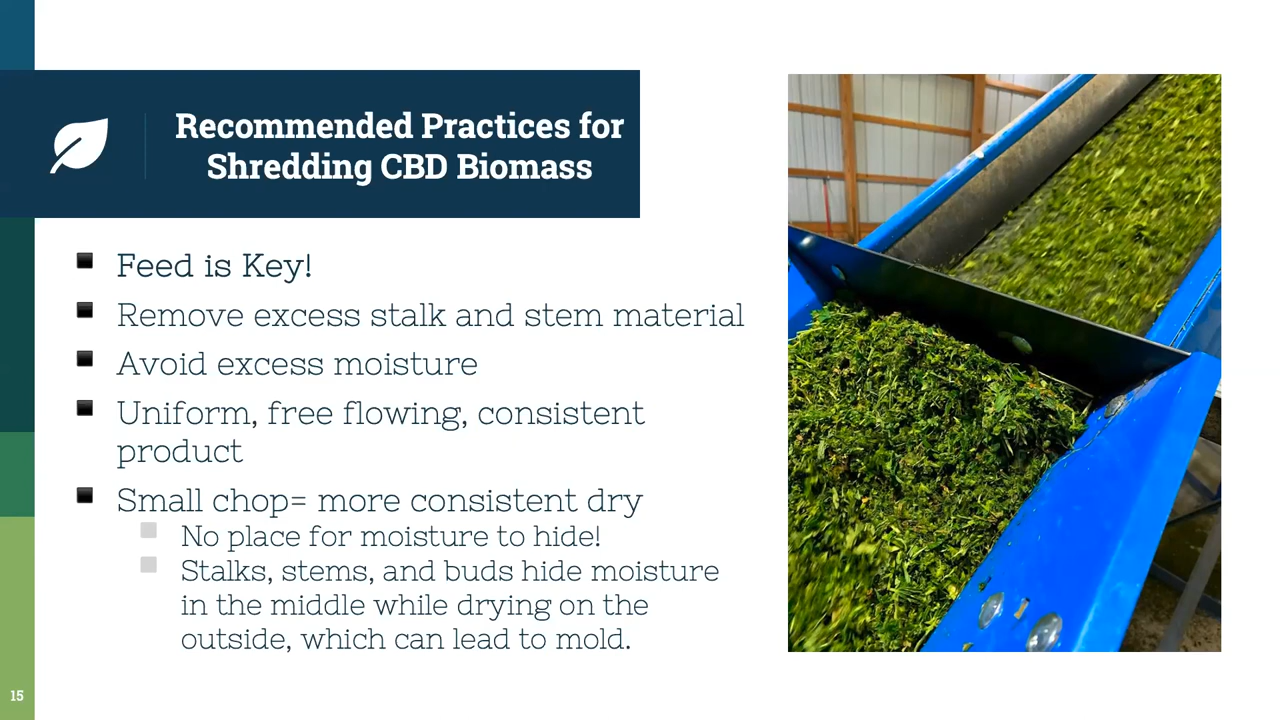 Recommended Practices for
Shredding CBD Biomass
Feed is Key!
Remove excess stalk and stem material
Avoid excess moisture
Uniform, free flowing, consistent
product
Small chop= more consistent dry
No place for moisture to hide!
Stalks, stems, and buds hide moisture
in the middle while drying on the
outside, which can lead to mold.
15